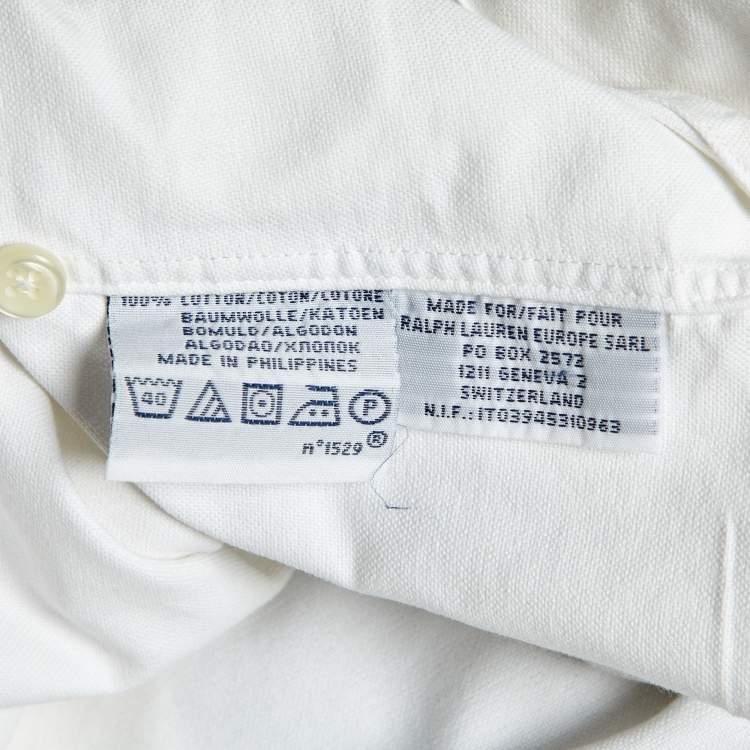 100% COTTON/COTON/COTONE
BAUMWOLLE/KATOEN
BOMULD/ALGODON
ALGODAO/ХЛОПОК
MADE IN PHILIPPINES
40
P
n°1529®
MADE FOR/FAIT POUR
RALPH LAUREN EUROPE SARL
PO BOX 2572
1211 GENEVA 2
SWITZERLAND
N.I.F.:IT03945310963